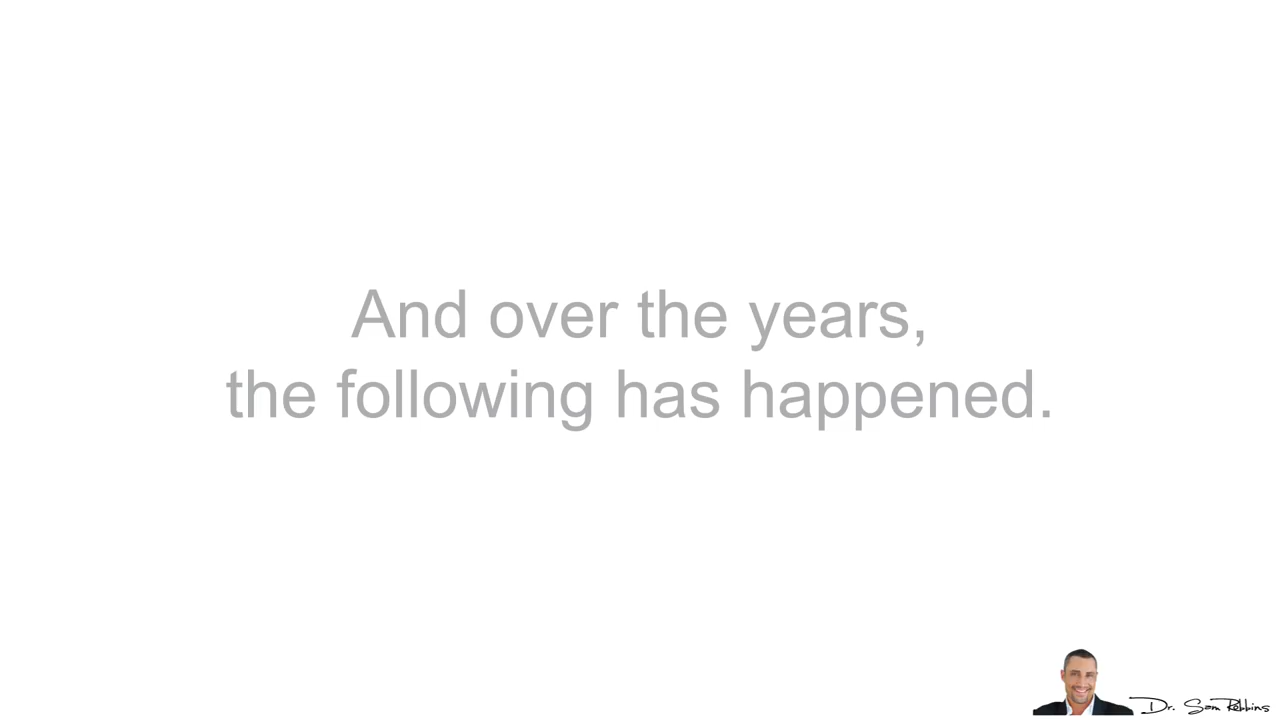 And over the years,
the following has happened.
Dr. Sam Robbins